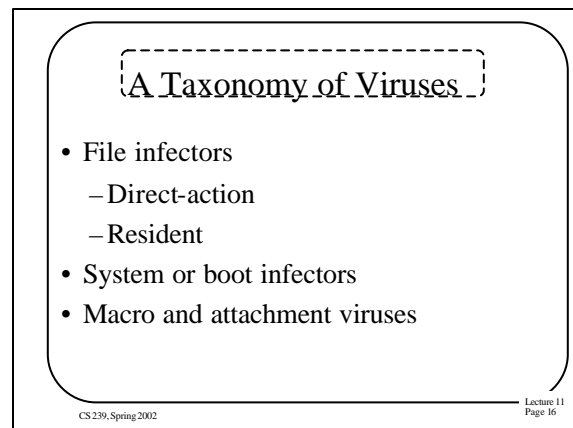 A Taxonomy of Viruses
• File infectors
–Direct-action
–Resident
• System or boot infectors
• Macro and attachment viruses
CS 239, Spring 2002
Lecture 11
Page 16